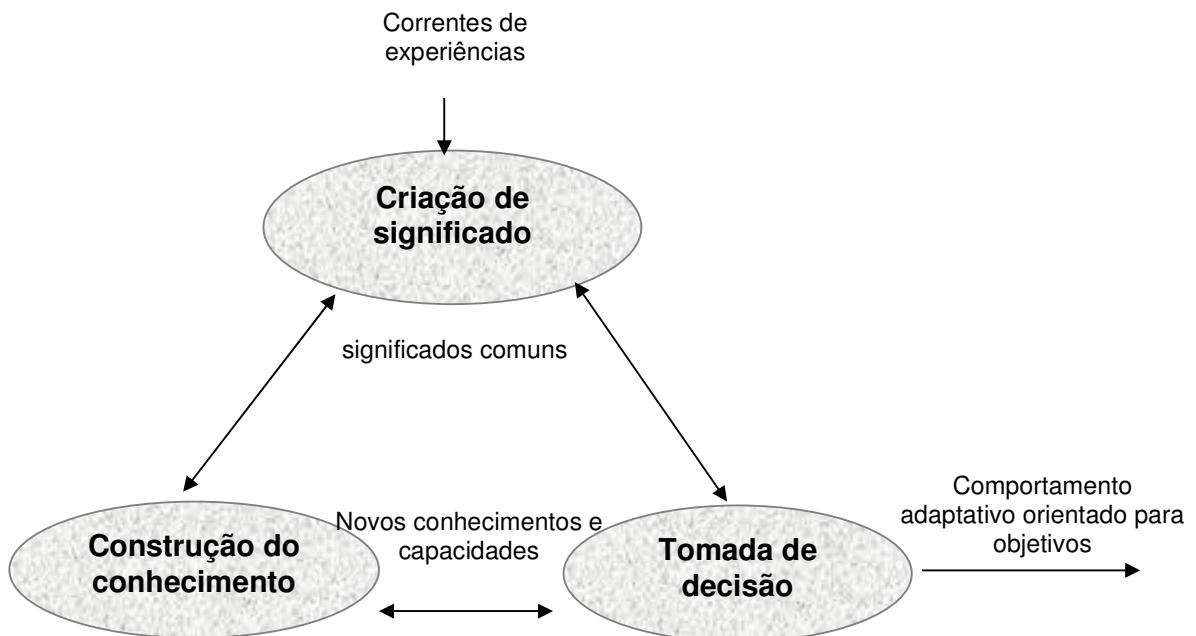 Correntes de
experiências
Criação de
significado
significados comuns
Novos conhecimentos e
capacidades
Construção do
conhecimento
Tomada de
decisão
Comportamento
adaptativo orientado para
objetivos